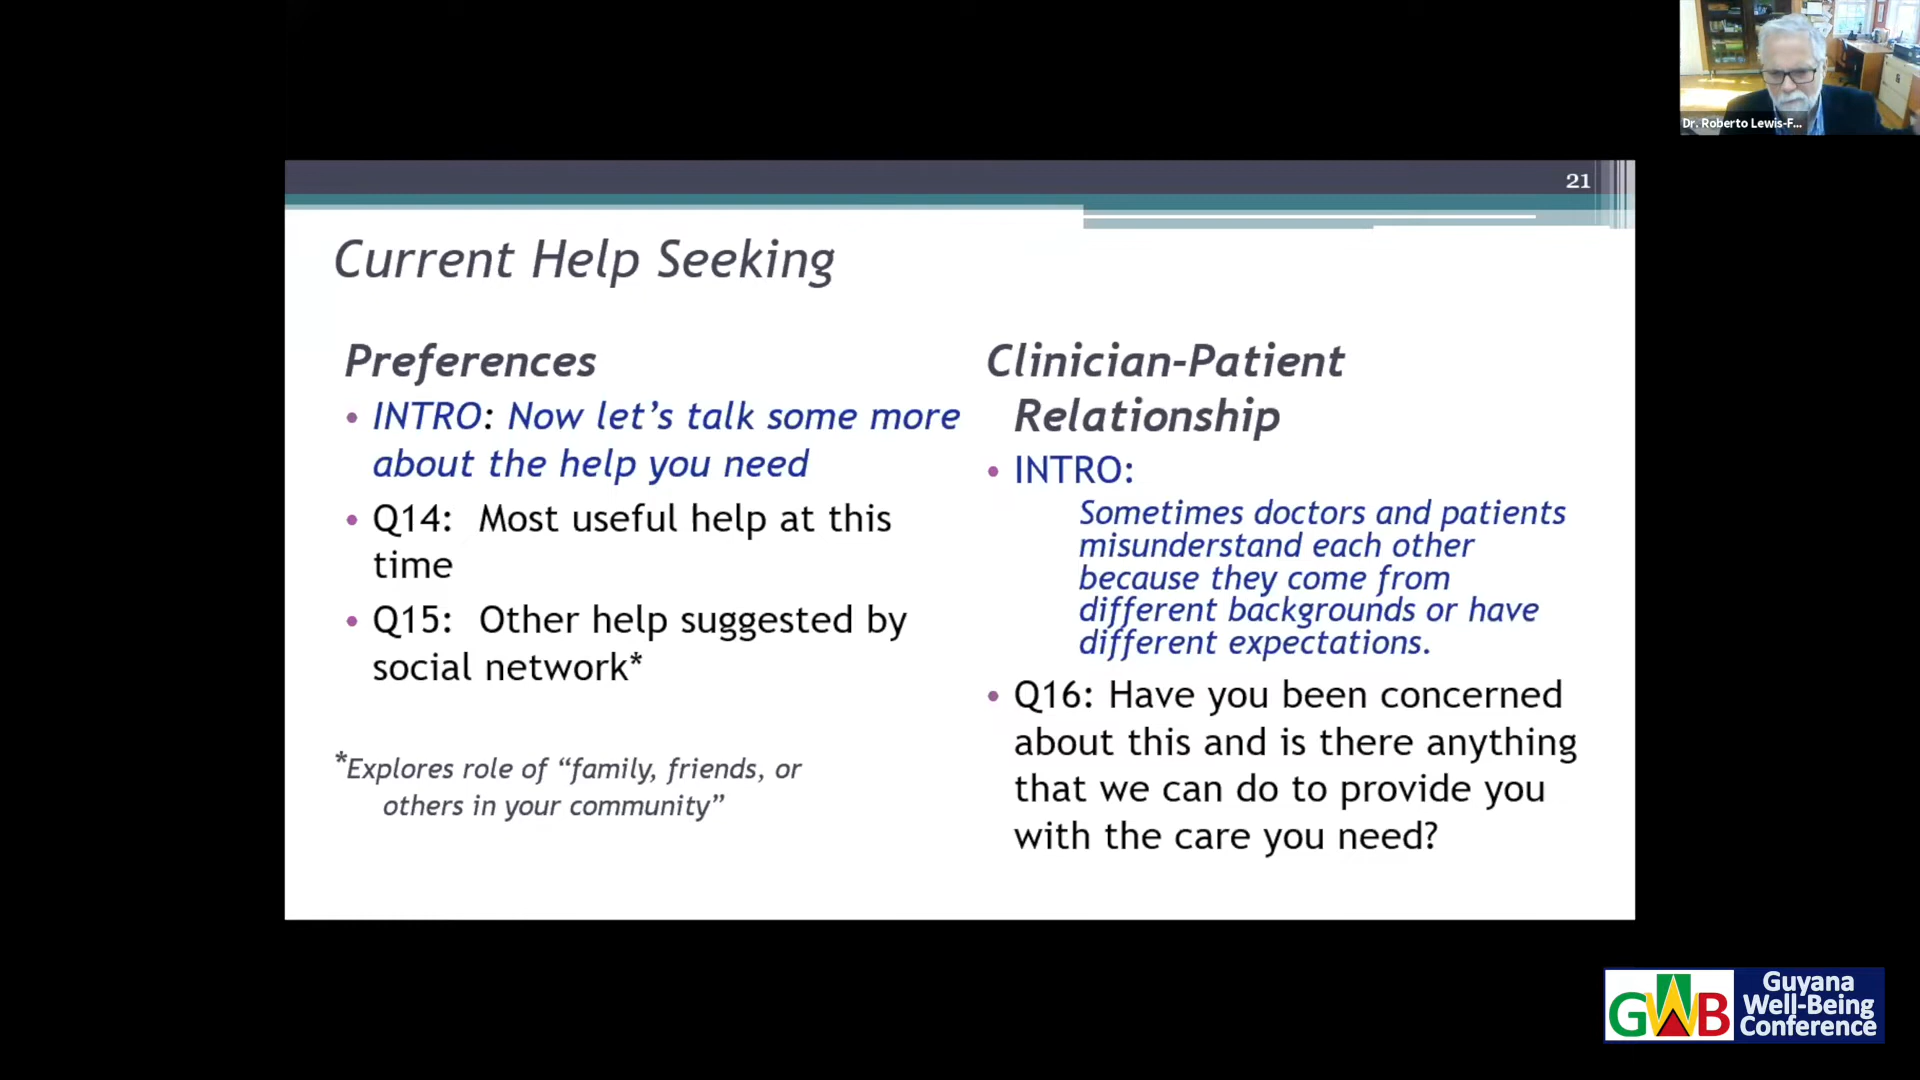 Dr. Roberto Lewis-F...
21
Current Help Seeking
Preferences
• INTRO: Now let’s talk some more
about the help you need
• Q14: Most useful help at this
time
• Q15: Other help suggested by
social network*
*Explores role of “family, friends, or
others in your community”
Clinician-Patient
Relationship
• INTRO:
Sometimes doctors and patients
misunderstand each other
because they come from
different backgrounds or have
different expectations.
• Q16: Have you been concerned
about this and is there anything
that we can do to provide you
with the care you need?
GWB
Guyana
Well-Being
Conference